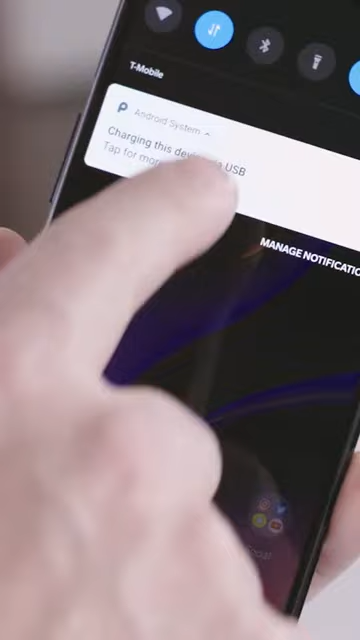 T-Mobile
Android System
Charging this device via USB
Tap for more
MANAGE NOTIFICATIO